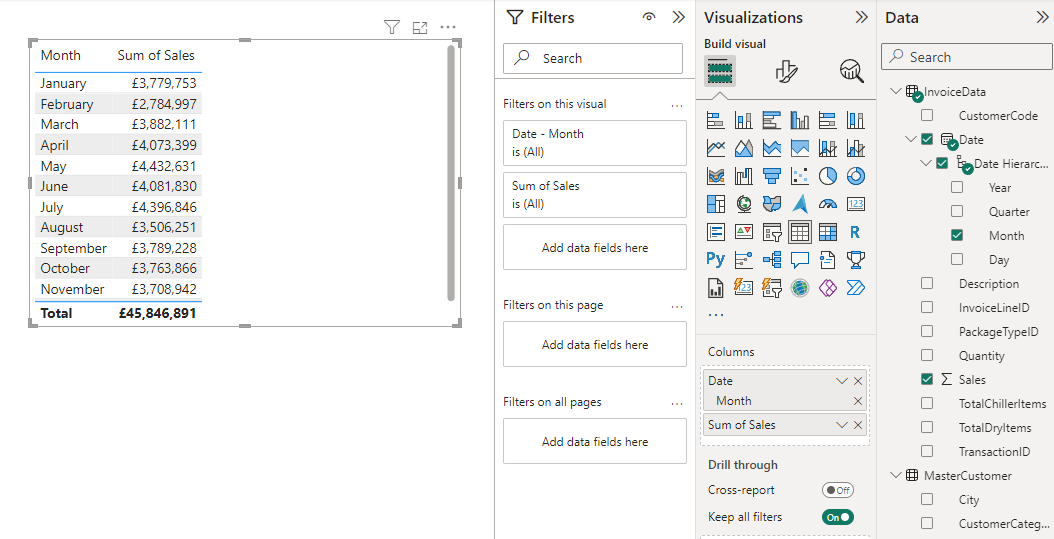 Month Sum of Sales
January £3,779,753
February £2,784,997
March £3,882,111
April £4,073,399
May £4,432,631
June £4,081,830
July £4,396,846
August £3,506,251
September £3,789,228
October £3,763,866
November £3,708,942
Total £45,846,891
Filters
Search
Filters on this visual
Date - Month
is (All)
Sum of Sales
is (All)
Add data fields here
Filters on this page
Add data fields here
Filters on all pages
Add data fields here
Visualizations
Build visual
123
R
Py
123
Columns
Date
Month
Sum of Sales
Drill through
Cross-report Off
Keep all filters On
Data
Search
InvoiceData
CustomerCode
Date
Date Hierarc...
Year
Quarter
Month
Day
Description
InvoiceLineID
PackageTypeID
Quantity
Sales
TotalChillerItems
TotalDryItems
TransactionID
MasterCustomer
City
CustomerCateg...